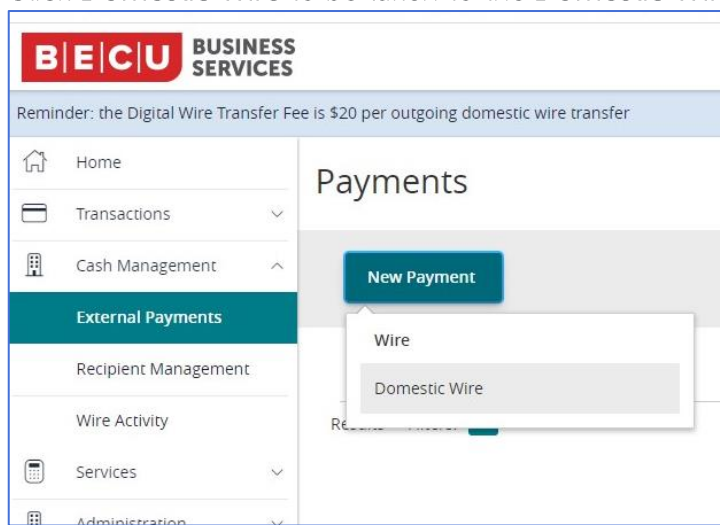 B|E|C|U BUSINESS SERVICES
Reminder: the Digital Wire Transfer Fee is $20 per outgoing domestic wire transfer
Home
Transactions
Cash Management
External Payments
Recipient Management
Wire Activity
Services
Administration
Payments
New Payment
Wire
Domestic Wire